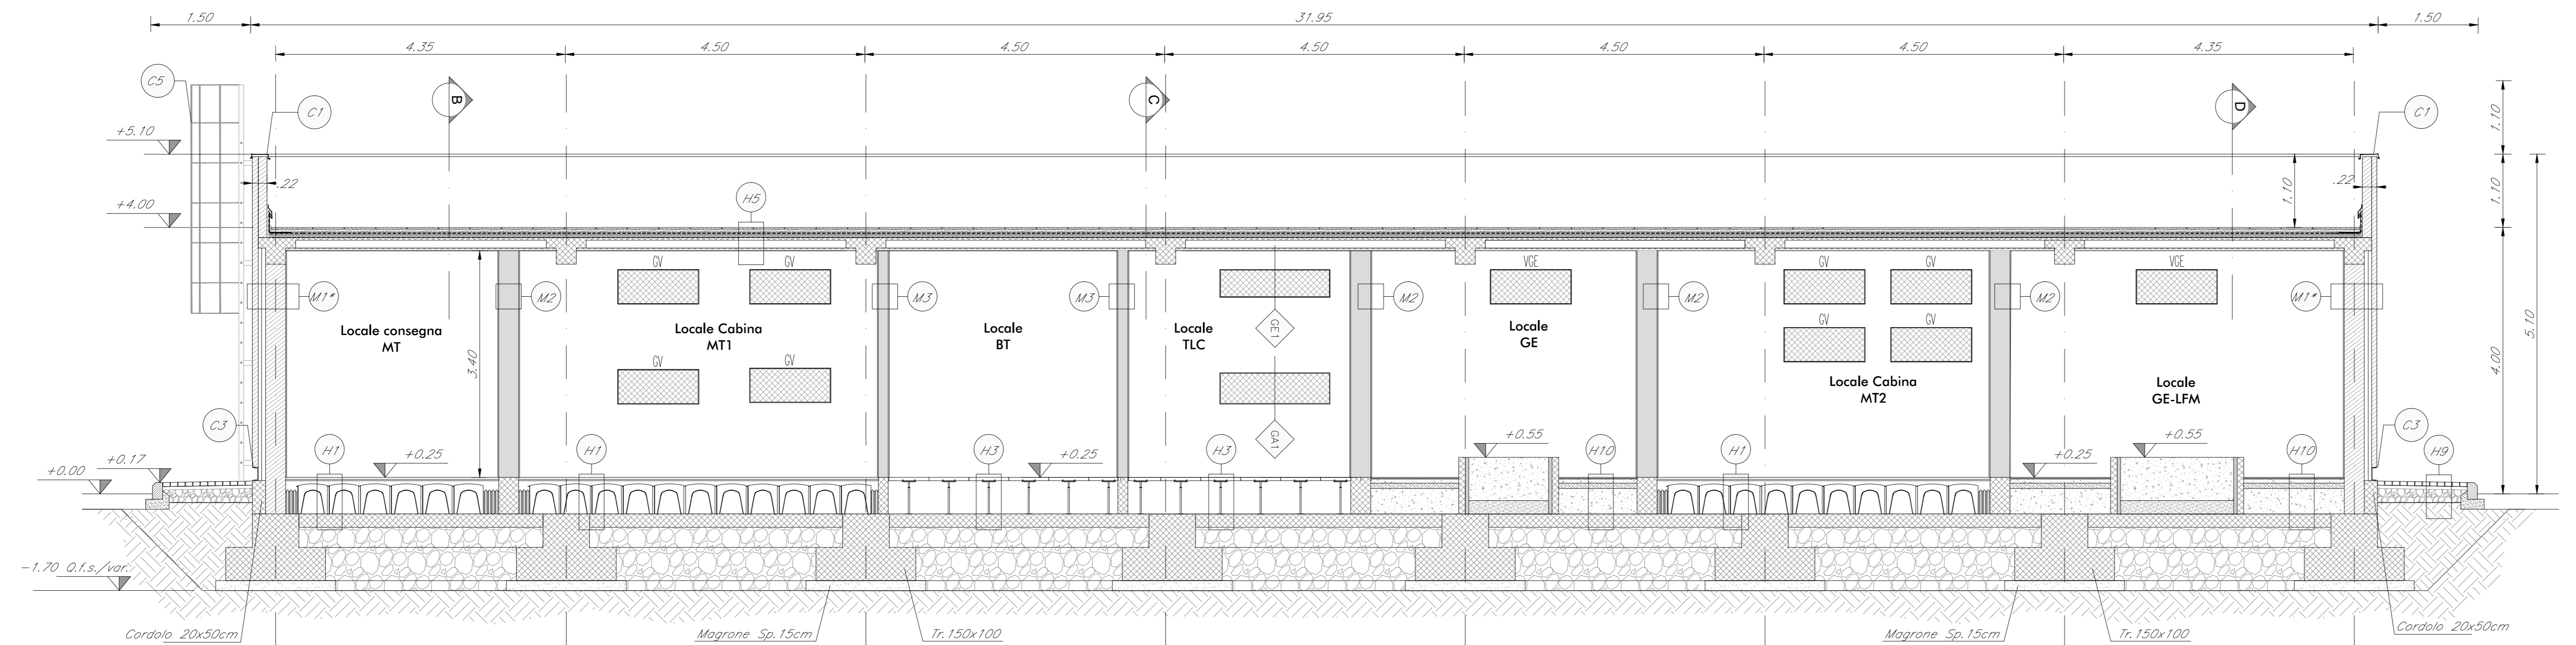 1.50
31.95
1.50
4.35
4.50
4.50
4.50
4.50
4.50
4.35
C5
B
C
D
C1
C1
1.10
+5.10
.22
.22
1.10
1.10
+4.00
H5
GV
GV
VGE
GV
GV
VGE
M1*
M2
M3
M3
M2
M2
M2
M1*
GE1
Locale consegna
MT
Locale Cabina
MT1
Locale
BT
Locale
TLC
Locale
GE
GV
GV
5.10
3.40
GV
GV
4.00
Locale Cabina
MT2
Locale
GE-LFM
C3
GA1
C3
H1
+0.25
H1
H3
+0.25
H3
+0.55
H10
H1
+0.25
+0.55
H10
H9
+0.00
+0.17
-1.70 Q.f.s./var.
Cordolo 20x50cm
Magrone Sp.15cm
Tr.150x100
Magrone Sp.15cm
Tr.150x100
Cordolo 20x50cm